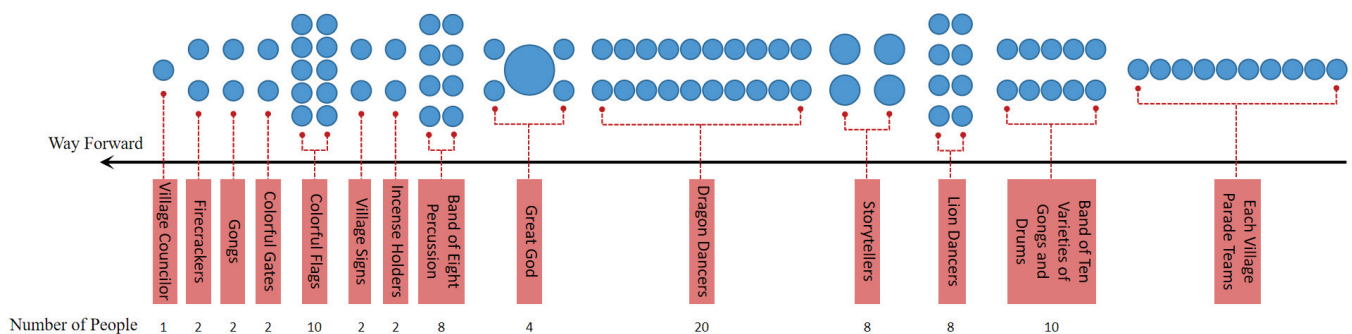 Way Forward
Village Councilor
Firecrackers
Gongs
Colorful Gates
Colorful Flags
Village Signs
Incense Holders
Band of Eight
Percussion
Great God
Dragon Dancers
Storytellers
Lion Dancers
Band of Ten
Varieties of
Gongs and
Drums
Each Village
Parade Teams
Number of People 1 2 2 2 10 2 2 8 4 20 8 8 10